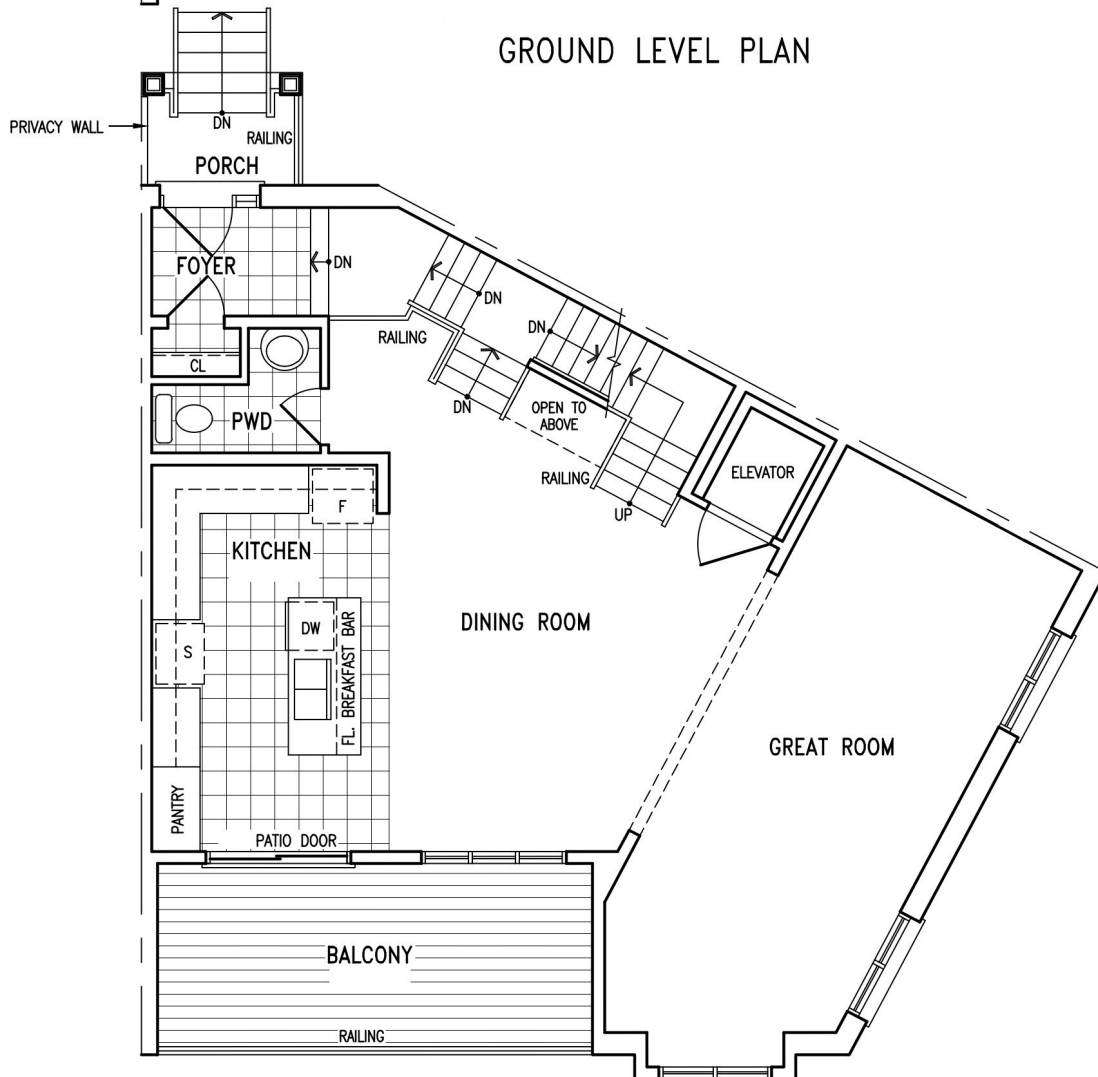 GROUND LEVEL PLAN
DN
PRIVACY WALL
RAILING
PORCH
FOYER
DN
DN
DN
RAILING
CL
DN
OPEN TO
ABOVE
PWD
RAILING
ELEVATOR
F
UP
KITCHEN
DINING ROOM
DW
S
FL. BREAKFAST BAR
GREAT ROOM
PANTRY
PATIO DOOR
BALCONY
RAILING